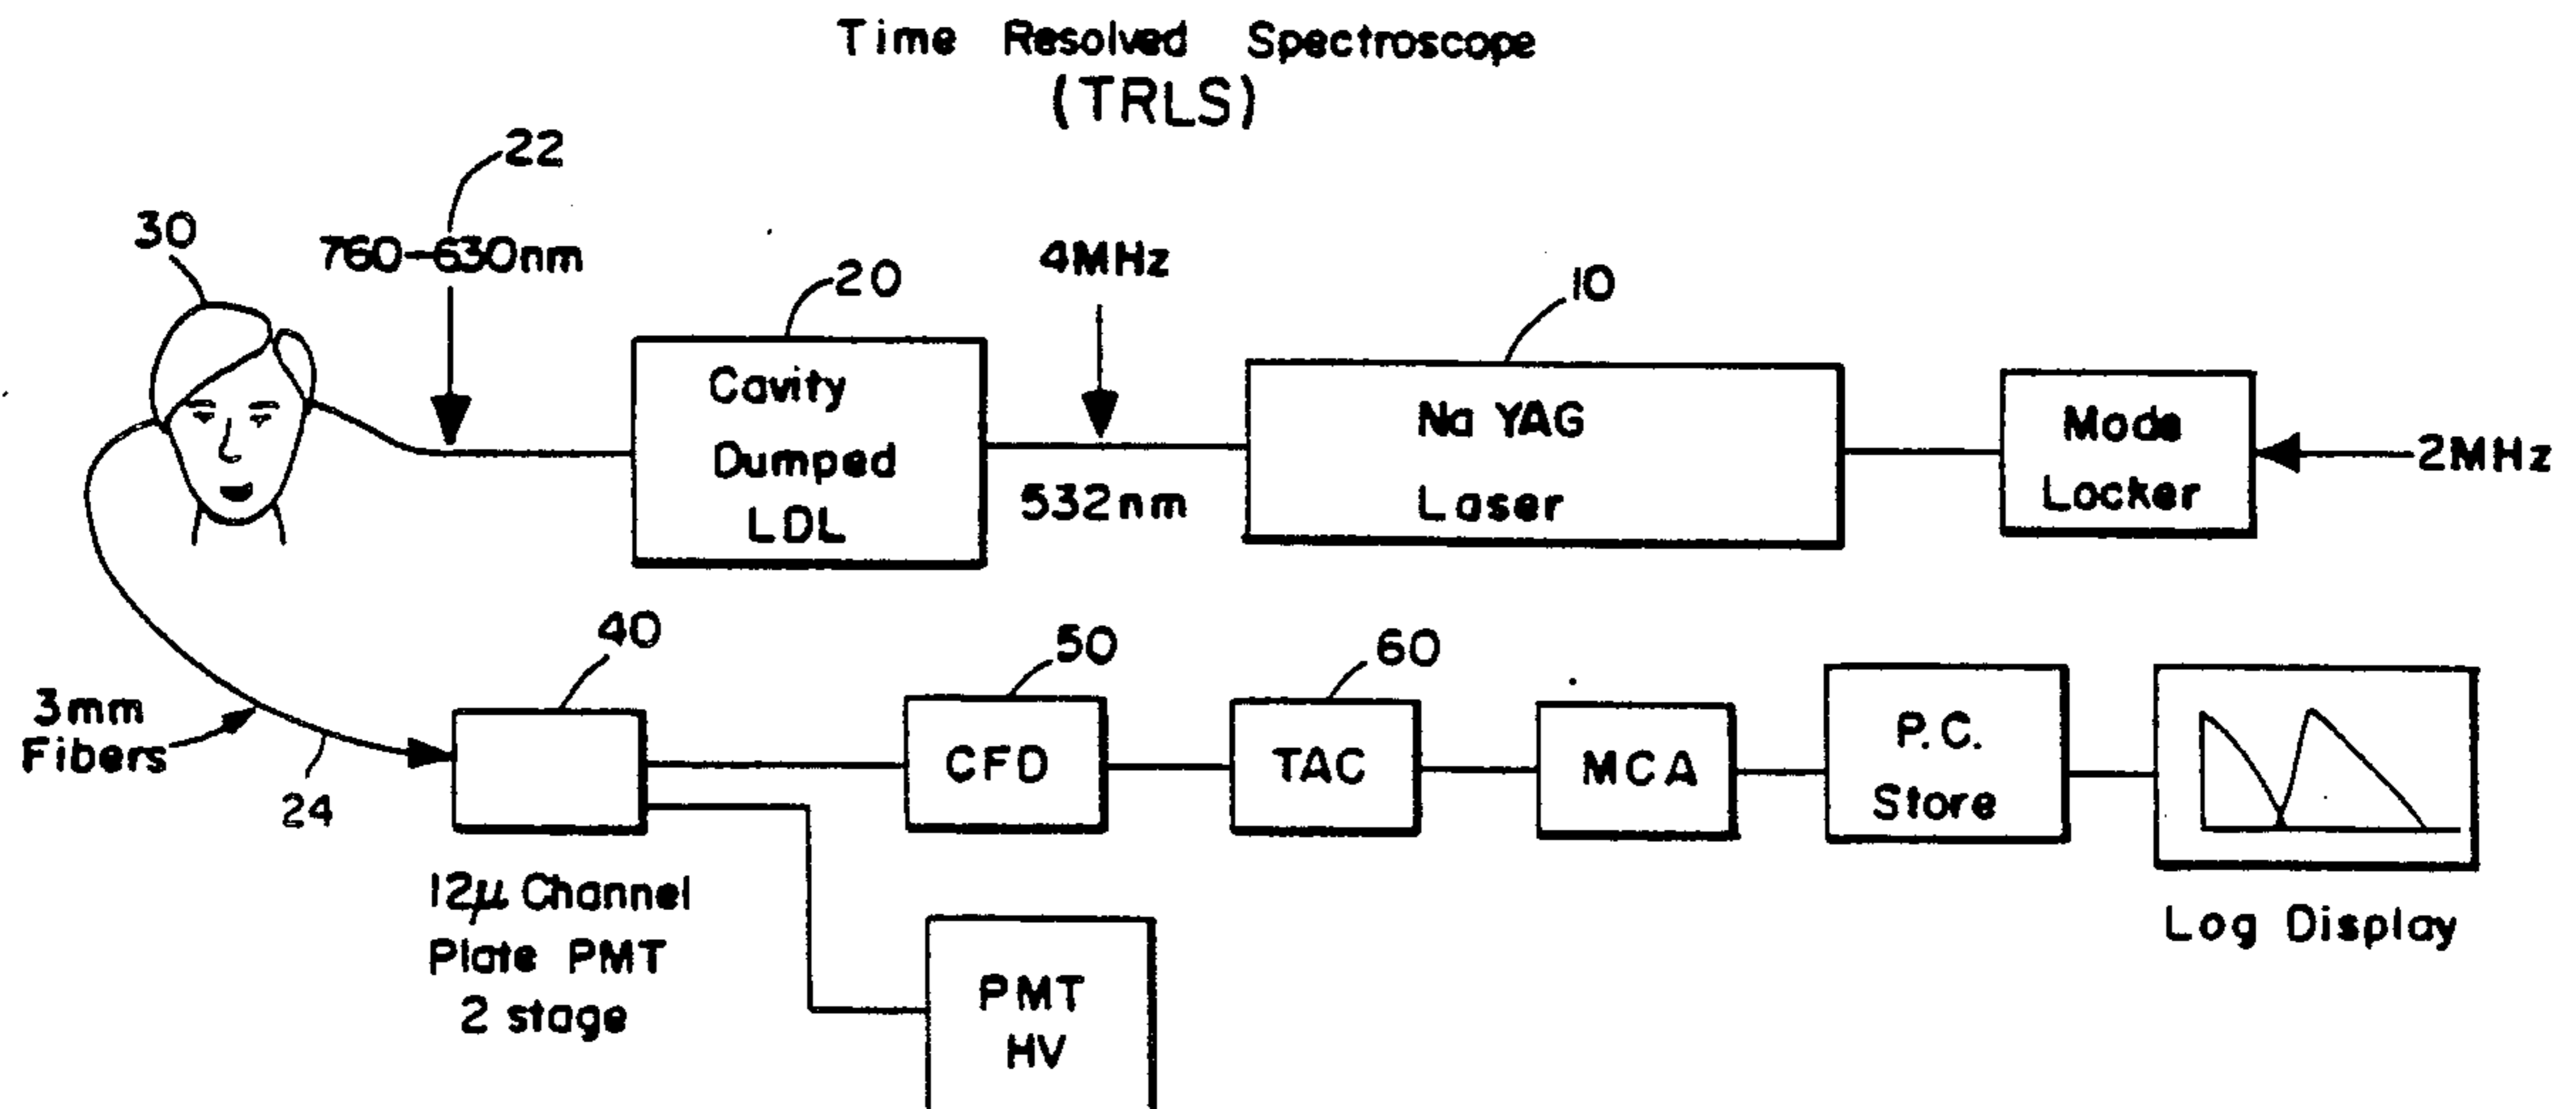 Time Resolved Spectroscope
(TRLS)
22
30
760-630nm
20
4MHz
10
Cavity
Dumped
LDL
532nm
Na YAG
Laser
Mode
Locker
2MHz
40
50
60
3mm
Fibers
24
CFD
TAC
MCA
P.C.
Store
12μ Channel
Plate PMT
2 stage
PMT
HV
Log Display